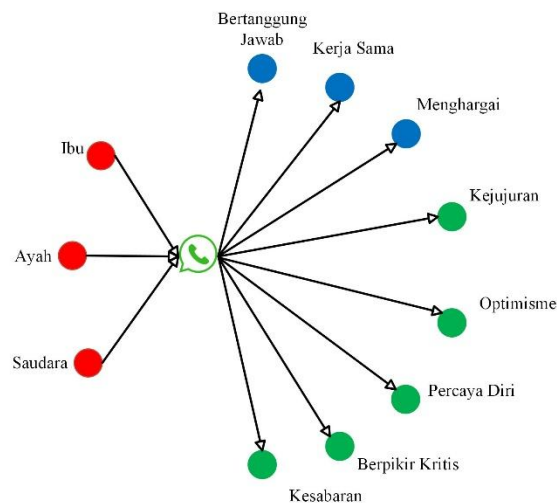 Bertanggung
Jawab
Kerja Sama
Menghargai
Ibu
Kejujuran
Ayah
Optimisme
Saudara
Percaya Diri
Berpikir Kritis
Kesabaran